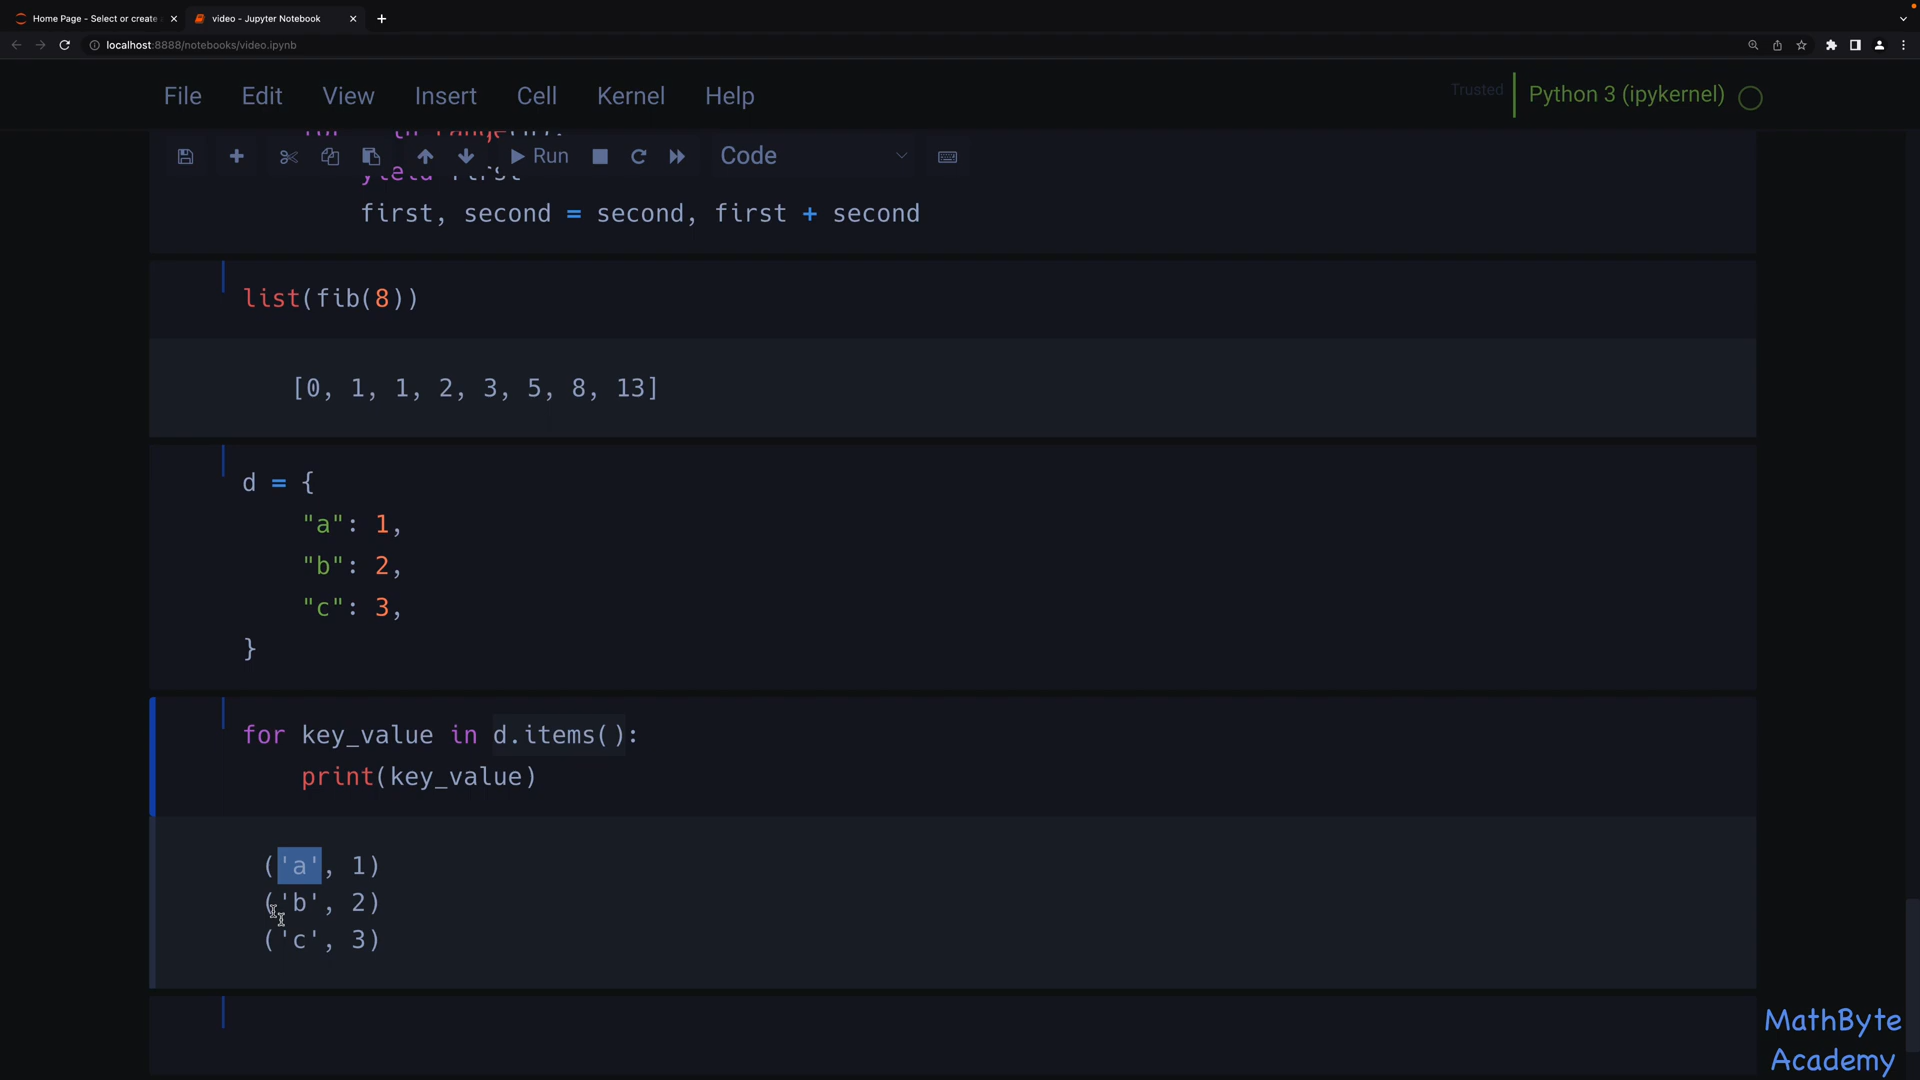 Home Page - Select or create
video - Jupyter Notebook
localhost:8888/notebooks/video.ipynb
File Edit View Insert Cell Kernel Help
Trusted
Python 3 (ipykernel)
Run
Code
yield first
first, second = second, first + second
list(fib(8))
[0, 1, 1, 2, 3, 5, 8, 13]
d = {
"a": 1,
"b": 2,
"c": 3,
}
for key_value in d.items():
print(key_value)
('a', 1)
('b', 2)
('c', 3)
MathByte
Academy